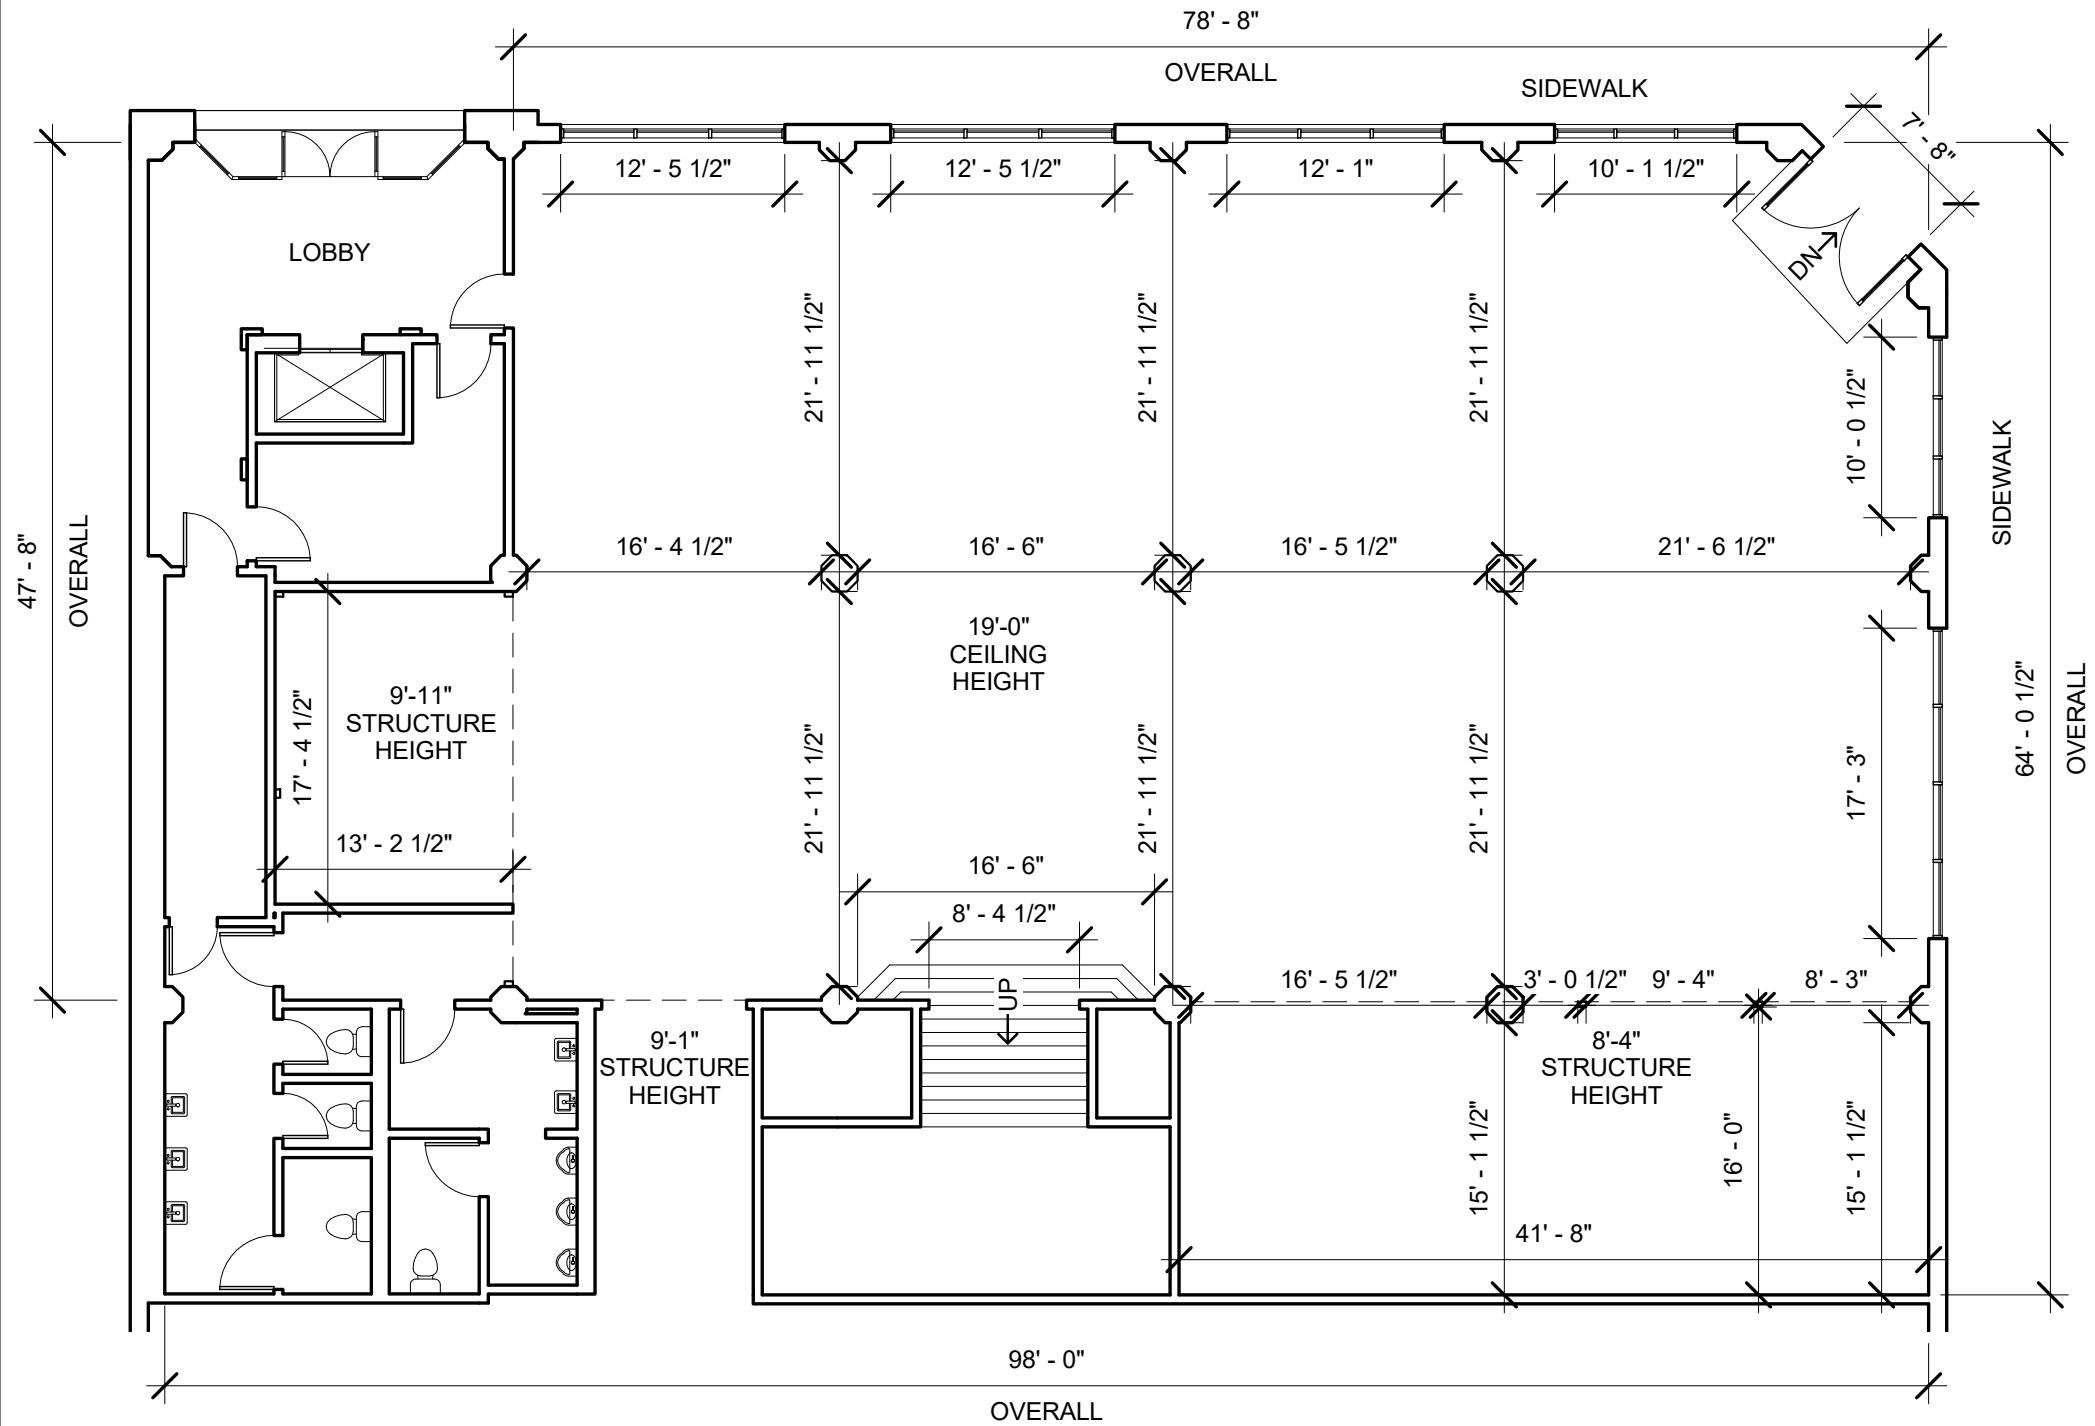 78' - 8"
OVERALL
SIDEWALK
7' - 8"
12' - 5 1/2"
12' - 5 1/2"
12' - 1"
10' - 1 1/2"
LOBBY
DN
21' - 11 1/2"
21' - 11 1/2"
21' - 11 1/2"
10' - 0 1/2"
SIDEWALK
47' - 8"
OVERALL
16' - 4 1/2"
16' - 6"
16' - 5 1/2"
21' - 6 1/2"
19'-0"
CEILING
HEIGHT
9'-11"
STRUCTURE
HEIGHT
17' - 4 1/2"
13' - 2 1/2"
21' - 11 1/2"
21' - 11 1/2"
21' - 11 1/2"
17' - 3"
64' - 0 1/2"
OVERALL
16' - 6"
8' - 4 1/2"
UP
16' - 5 1/2"
3' - 0 1/2"
9' - 4"
8' - 3"
9'-1"
STRUCTURE
HEIGHT
8'-4"
STRUCTURE
HEIGHT
15' - 1 1/2"
16' - 0"
15' - 1 1/2"
41' - 8"
98' - 0"
OVERALL